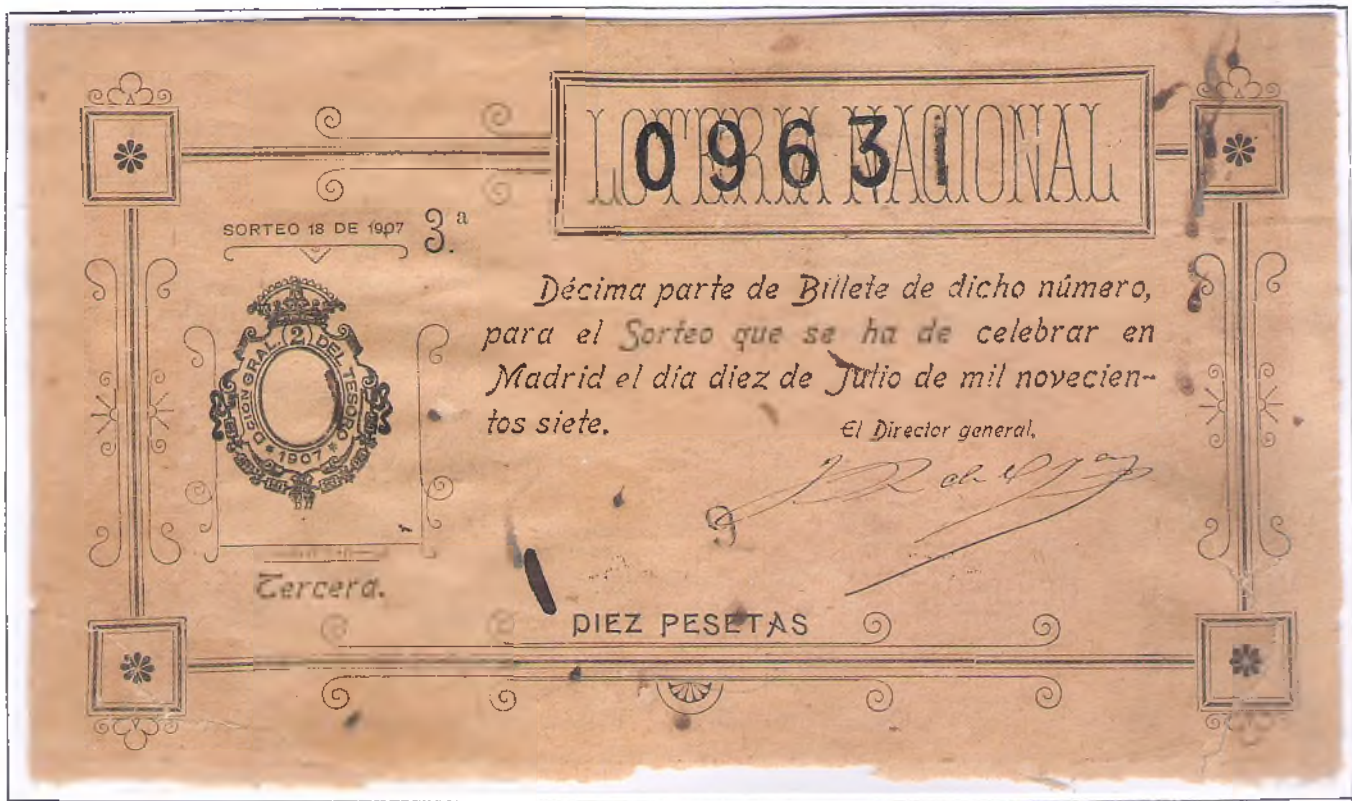 LOTERIA NACIONAL
09631
SORTEO 18 DE 1907 3.ª
Décima parte de Billete de dicho número,
para el Sorteo que se ha de celebrar en
Madrid el día diez de Julio de mil novecien-
tos siete.
El Director general,
DCION GRAL. (2) DEL TESORO
* 1907 *
Tercera.
DIEZ PESETAS